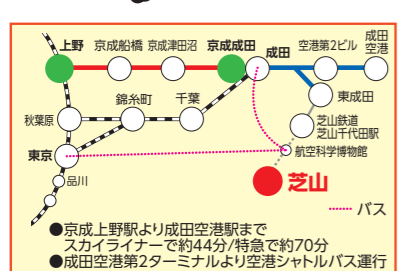 上野
京成船橋
京成津田沼
京成成田
成田
空港第2ビル
成田
空港
東成田
錦糸町
千葉
秋葉原
芝山鉄道
芝山千代田駅
東京
航空科学博物館
品川
芝山
バス
●京成上野駅より成田空港駅まで
スカイライナーで約44分/特急で約70分
●成田空港第2ターミナルより空港シャトルバス運行